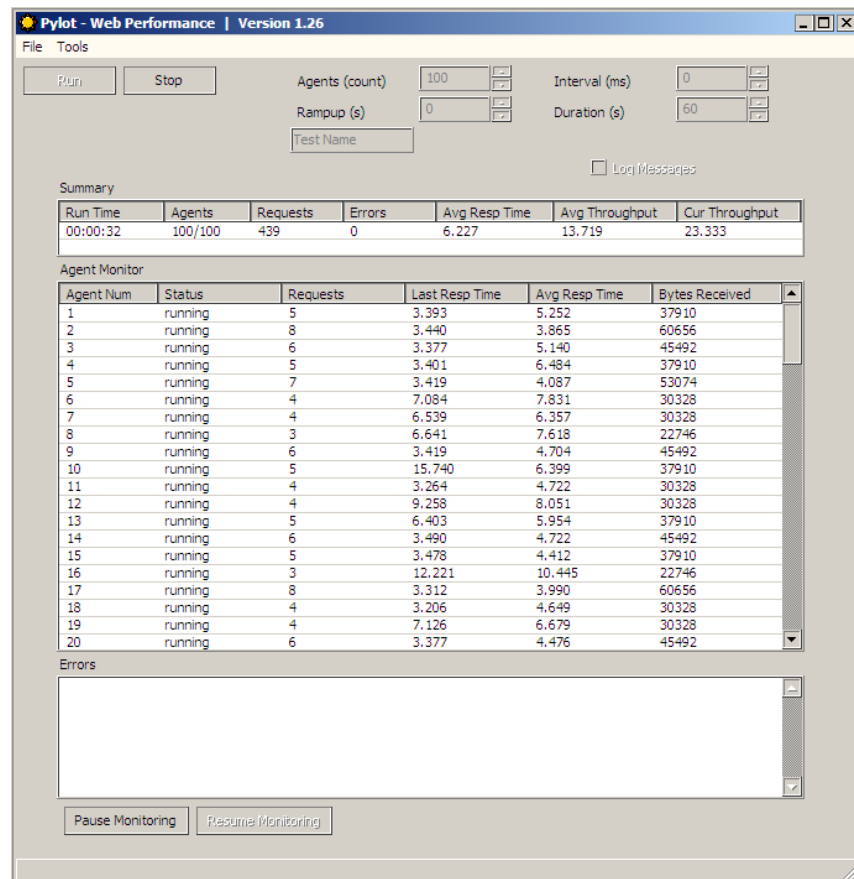 Pylot - Web Performance | Version 1.26
File Tools
Run Stop Agents (count) 100 Interval (ms) 0
Rampup (s) 0 Duration (s) 60
Test Name
Log Messages
Summary
Run Time Agents Requests Errors Avg Resp Time Avg Throughput Cur Throughput
00:00:32 100/100 439 0 6.227 13.719 23.333
Agent Monitor
Agent Num Status Requests Last Resp Time Avg Resp Time Bytes Received
1 running 5 3.393 5.252 37910
2 running 8 3.440 3.865 60656
3 running 6 3.377 5.140 45492
4 running 5 3.401 6.484 37910
5 running 7 3.419 4.087 53074
6 running 4 7.084 7.831 30328
7 running 4 6.539 6.357 30328
8 running 3 6.641 7.618 22746
9 running 6 3.419 4.704 45492
10 running 5 15.740 6.399 37910
11 running 4 3.264 4.722 30328
12 running 4 9.258 8.051 30328
13 running 5 6.403 5.954 37910
14 running 6 3.490 4.722 45492
15 running 5 3.478 4.412 37910
16 running 3 12.221 10.445 22746
17 running 8 3.312 3.990 60656
18 running 4 3.206 4.649 30328
19 running 4 7.126 6.679 30328
20 running 6 3.377 4.476 45492
Errors
Pause Monitoring Resume Monitoring